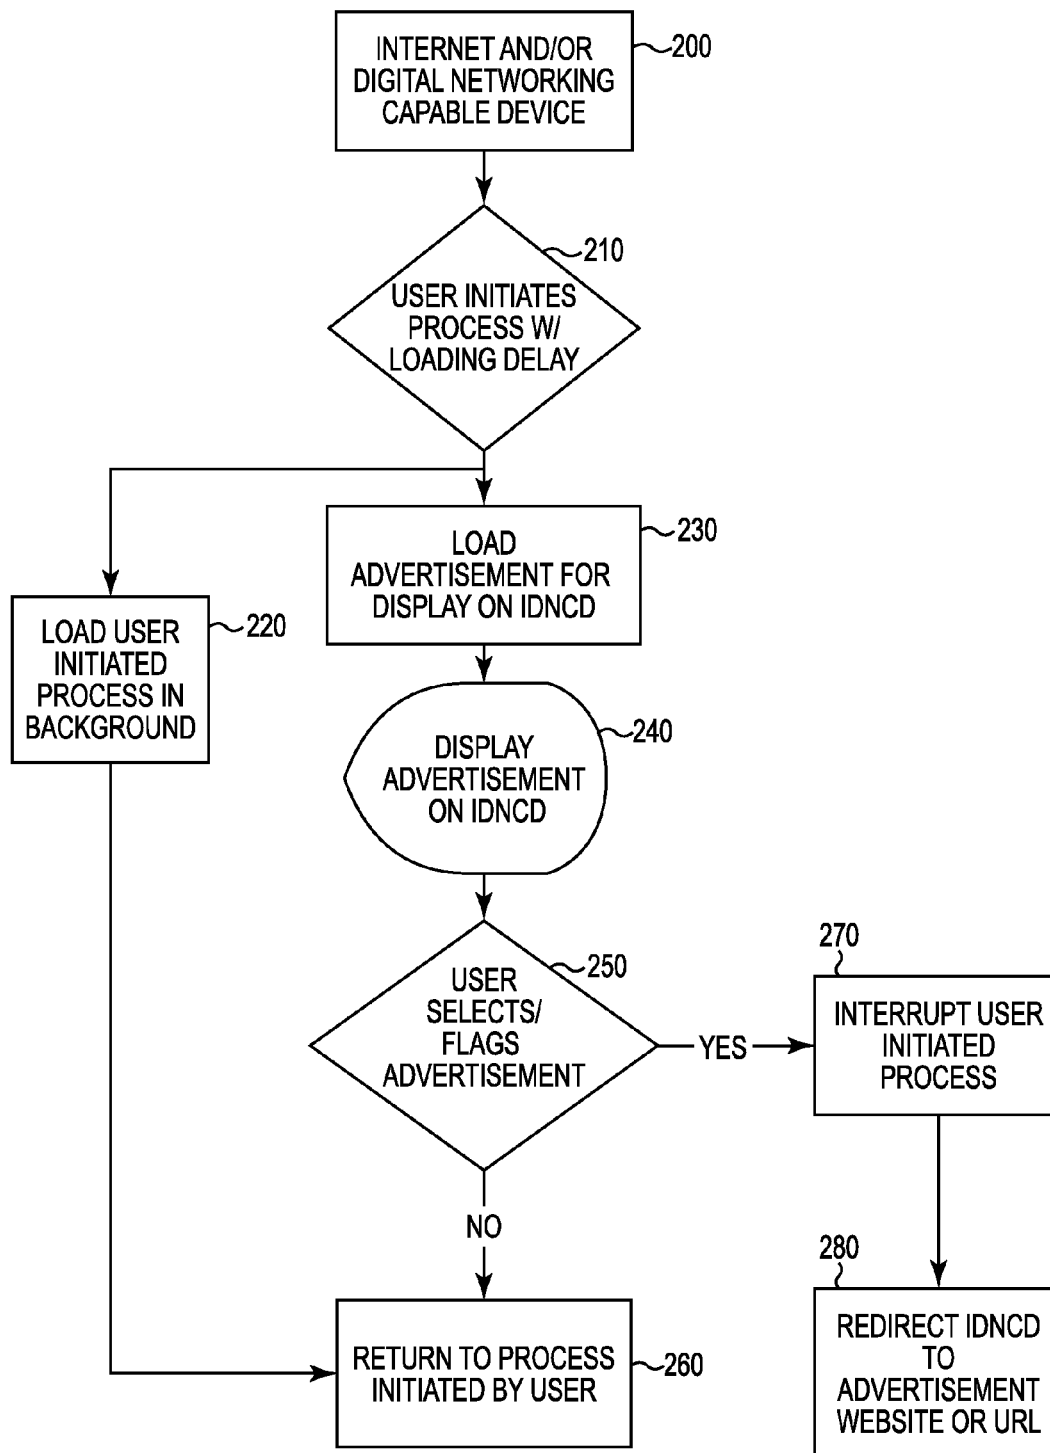 INTERNET AND/OR
DIGITAL NETWORKING
CAPABLE DEVICE
200
210
USER INITIATES
PROCESS W/
LOADING DELAY
230
LOAD
ADVERTISEMENT FOR
DISPLAY ON IDNCD
220
LOAD USER
INITIATED
PROCESS IN
BACKGROUND
240
DISPLAY
ADVERTISEMENT
ON IDNCD
250
USER
SELECTS/
FLAGS
ADVERTISEMENT
YES
270
INTERRUPT USER
INITIATED
PROCESS
NO
280
REDIRECT IDNCD
TO
ADVERTISEMENT
WEBSITE OR URL
RETURN TO PROCESS
INITIATED BY USER
260